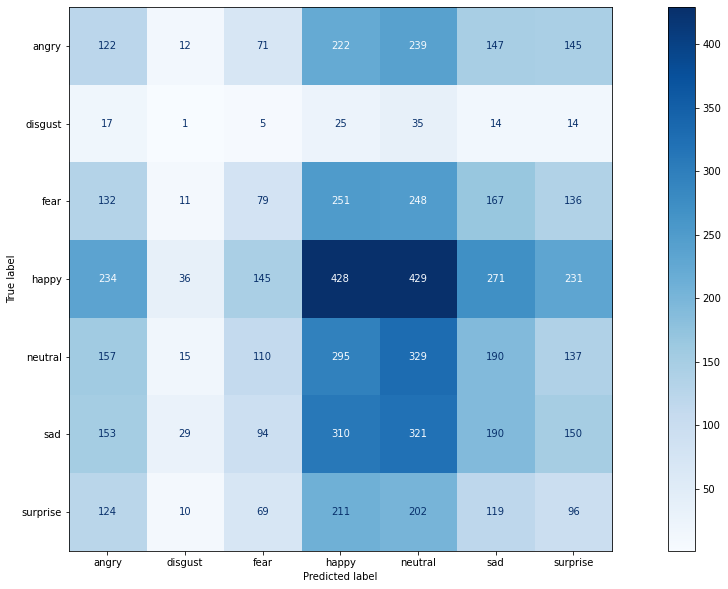 angry 122 12 71 222 239 147 145
disgust 17 1 5 25 35 14 14
fear 132 11 79 251 248 167 136
happy 234 36 145 428 429 271 231
neutral 157 15 110 295 329 190 137
sad 153 29 94 310 321 190 150
surprise 124 10 69 211 202 119 96
angry disgust fear happy neutral sad surprise
Predicted label
True label
400
350
300
250
200
150
100
50